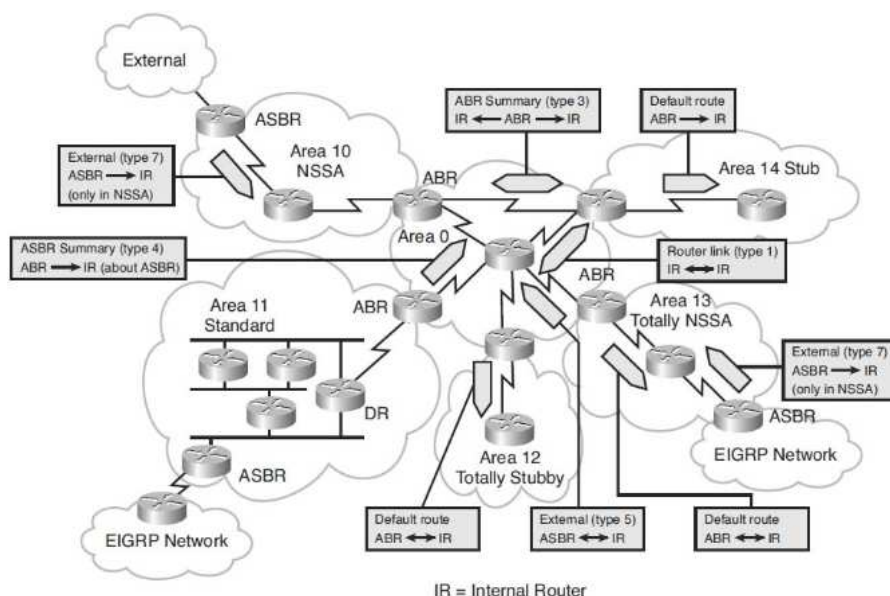 External
ASBR
External (type 7)
ASBR → IR
(only in NSSA)
Area 10
NSSA
ABR
ABR Summary (type 3)
IR ← ABR → IR
Default route
ABR → IR
Area 14 Stub
Area 0
ASBR Summary (type 4)
ABR → IR (about ASBR)
Router link (type 1)
IR ↔ IR
ABR
ABR
Area 11
Standard
DR
ASBR
EIGRP Network
Area 13
Totally NSSA
External (type 7)
ASBR → IR
(only in NSSA)
ASBR
EIGRP Network
Area 12
Totally Stubby
Default route
ABR ↔ IR
External (type 5)
ASBR ↔ IR
Default route
ABR ↔ IR
IR = Internal Router